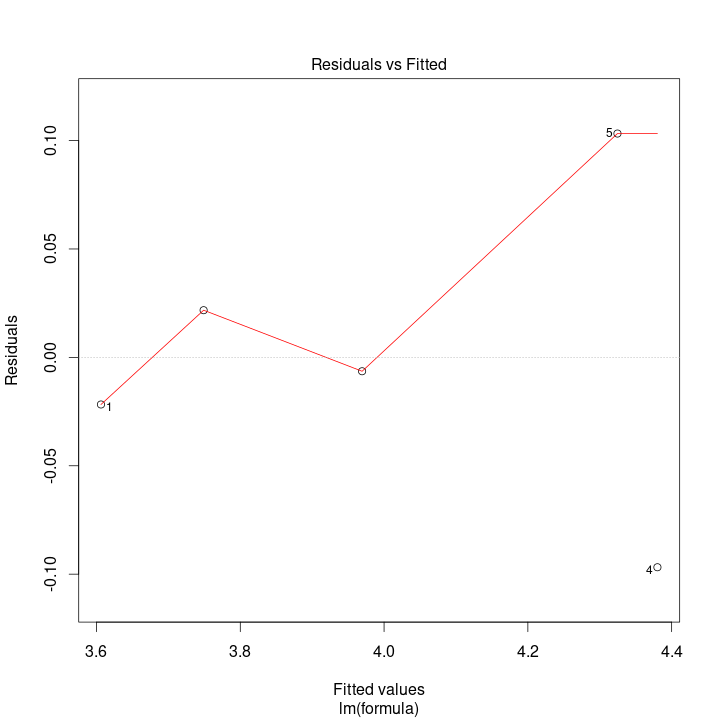 Residuals vs Fitted
0.10
0.05
0.00
-0.05
-0.10
Residuals
5
1
4
3.6 3.8 4.0 4.2 4.4
Fitted values
lm(formula)